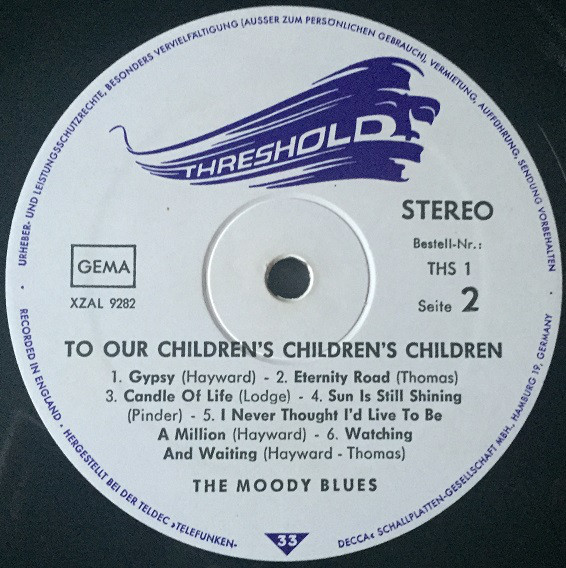 URHEBER- UND LEISTUNGSSCHUTZRECHTE, BESONDERS VERVIELFÄLTIGUNG (AUSSER ZUM PERSÖNLICHEN GEBRAUCH), VERMIETUNG, AUFFÜHRUNG, SENDUNG VORBEHALTEN
THRESHOLD
STEREO
GEMA
XZAL 9282
Bestell-Nr.:
THS 1
Seite 2
TO OUR CHILDREN'S CHILDREN'S CHILDREN
1. Gypsy (Hayward) - 2. Eternity Road (Thomas)
3. Candle Of Life (Lodge) - 4. Sun Is Still Shining
(Pinder) - 5. I Never Thought I'd Live To Be
A Million (Hayward) - 6. Watching
And Waiting (Hayward - Thomas)
THE MOODY BLUES
33
RECORDED IN ENGLAND • HERGESTELLT BEI DER TELDEC »TELEFUNKEN-
DECCA« SCHALLPLATTEN-GESELLSCHAFT MBH., HAMBURG 19, GERMANY